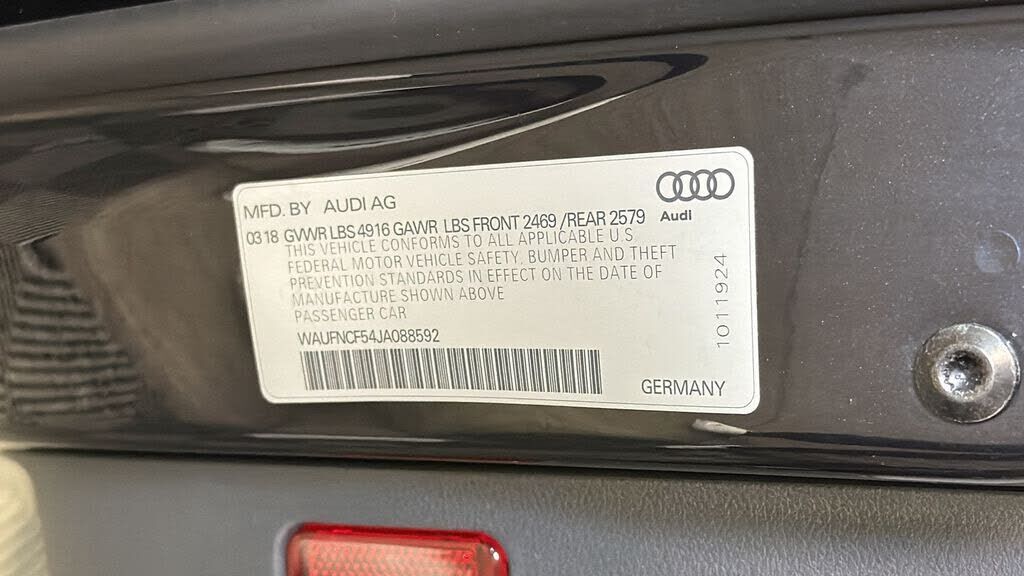 MFD. BY AUDI AG
Audi
03 18 GVWR LBS 4916 GAWR LBS FRONT 2469 /REAR 2579
THIS VEHICLE CONFORMS TO ALL APPLICABLE U.S
FEDERAL MOTOR VEHICLE SAFETY, BUMPER AND THEFT
PREVENTION STANDARDS IN EFFECT ON THE DATE OF
MANUFACTURE SHOWN ABOVE
PASSENGER CAR
WAUFNCF54JA088592
GERMANY
1011924